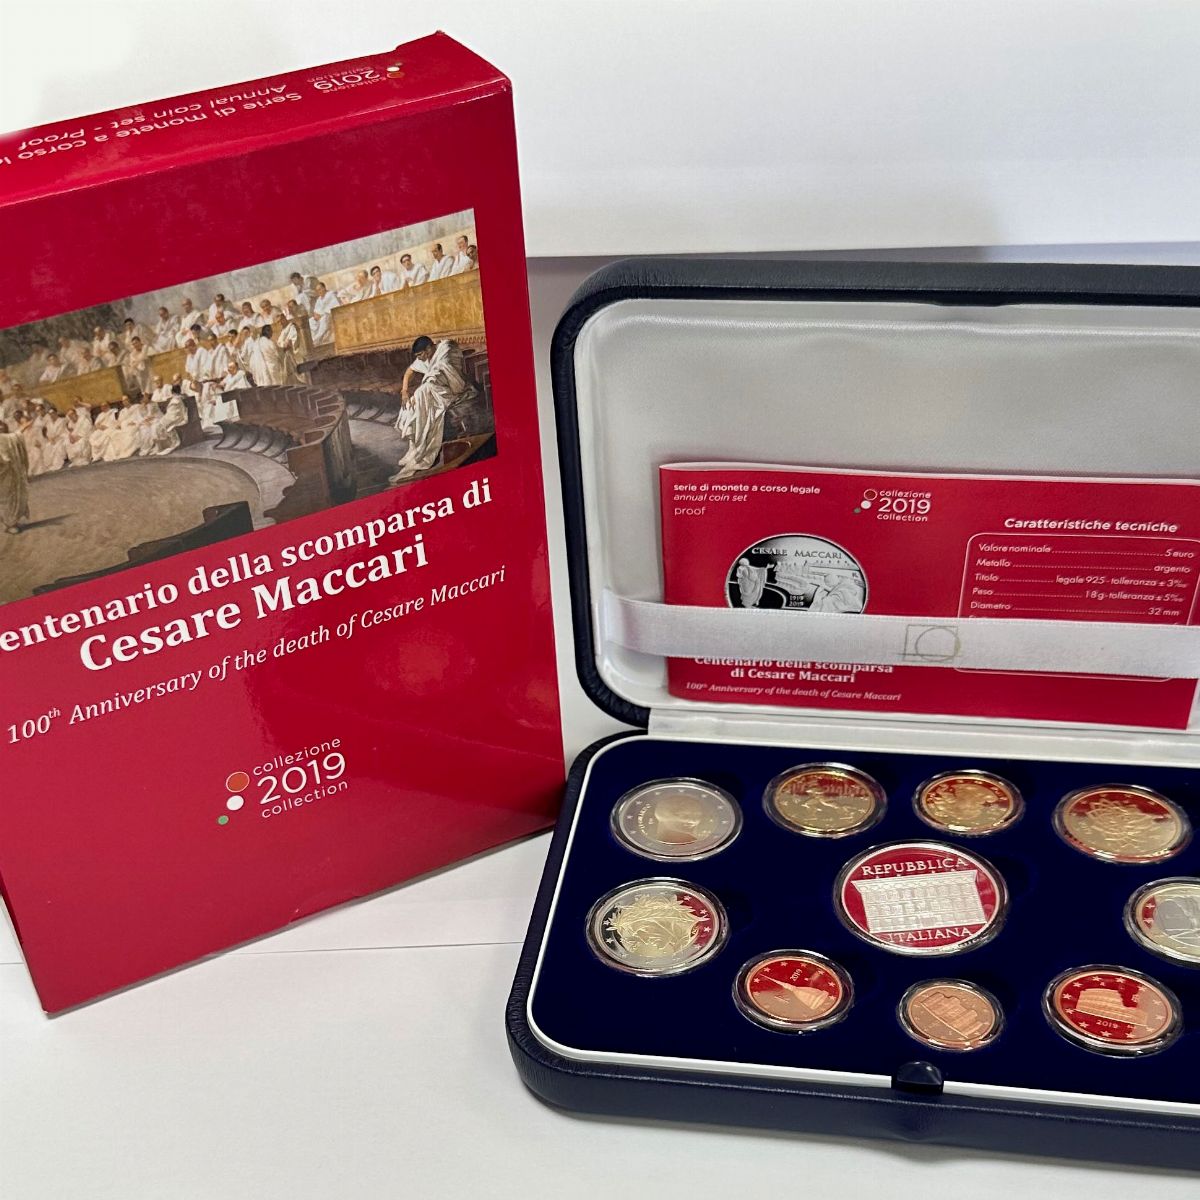 collezione
2019
collection
Serie di monete a corso
Annual coin set - Proof
entenario della scomparsa di
Cesare Maccari
100th Anniversary of the death of Cesare Maccari
collezione
2019
collection
serie di monete a corso legale
annual coin set
proof
collezione
2019
collection
CESARE MACCARI
1919
2019
Caratteristiche tecniche
Valore nominale 5 euro
Metallo argento
Titolo legale 925 - tolleranza ± 3‰
Peso 18 g - tolleranza ± 5‰
Diametro 32 mm
Centenario della scomparsa
di Cesare Maccari
100th Anniversary of the death of Cesare Maccari
REPUBBLICA
ITALIANA
2019
2019